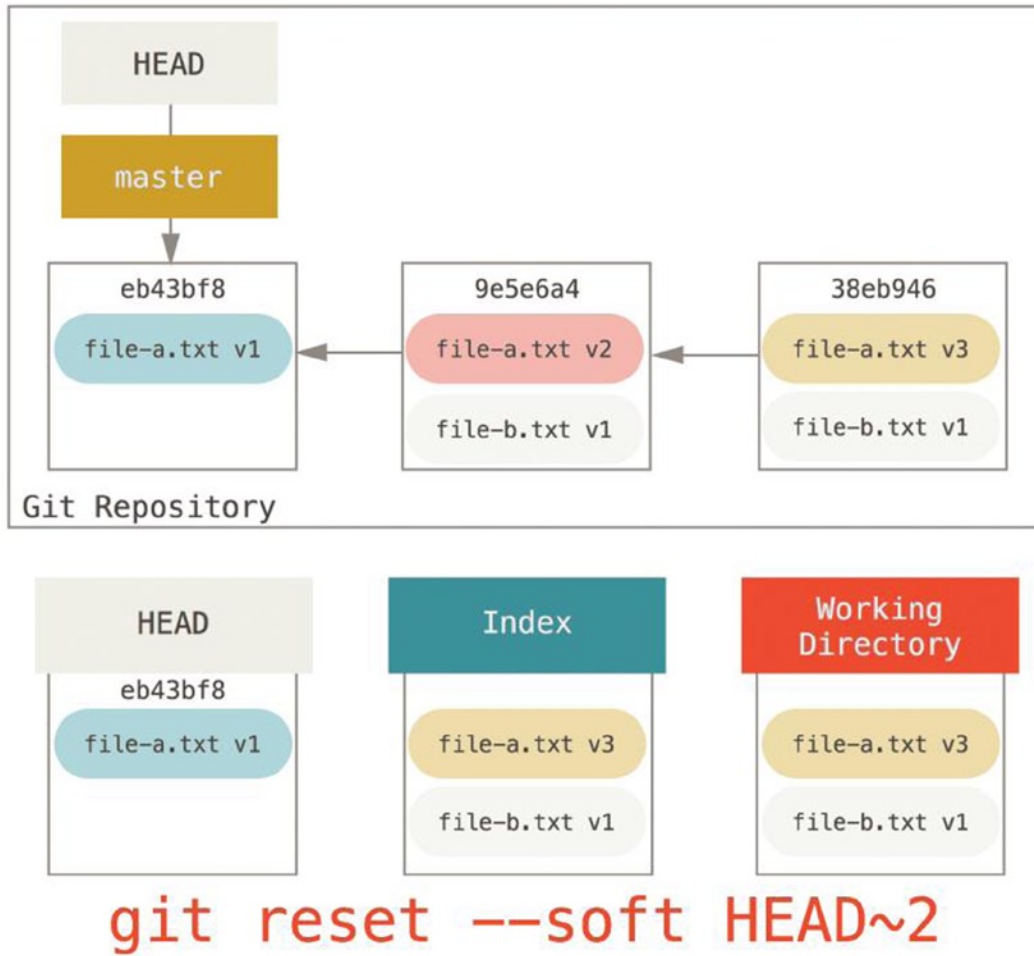 HEAD
master
eb43bf8
9e5e6a4
38eb946
file-a.txt v1
file-a.txt v2
file-a.txt v3
file-b.txt v1
file-b.txt v1
Git Repository
HEAD
Index
Working
Directory
eb43bf8
file-a.txt v1
file-a.txt v3
file-a.txt v3
file-b.txt v1
file-b.txt v1
git reset --soft HEAD~2